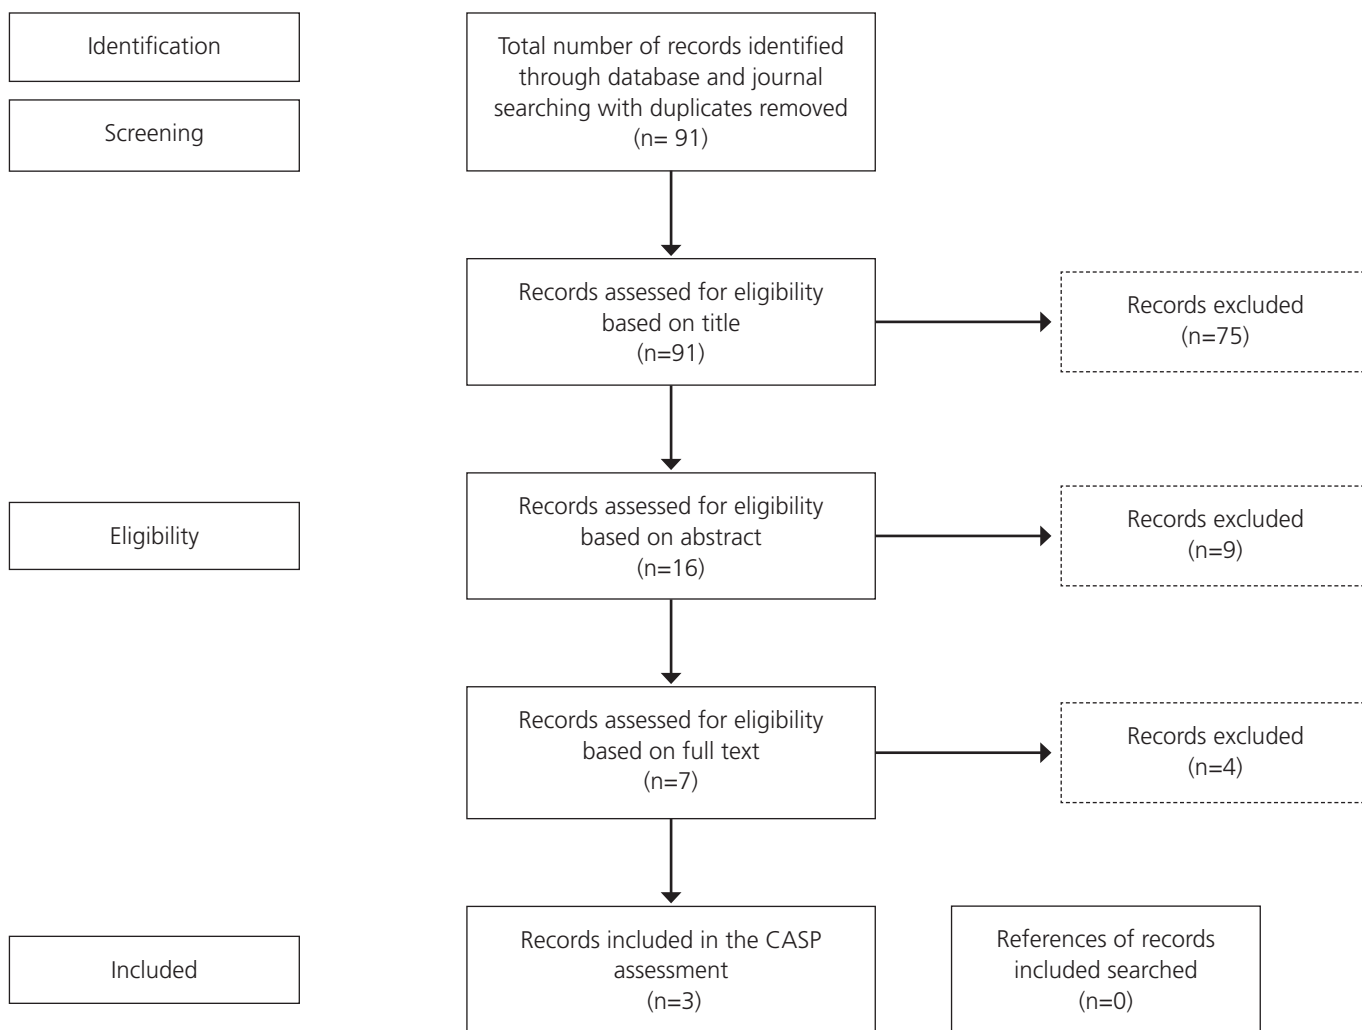 Identification
Total number of records identified
through database and journal
searching with duplicates removed
(n= 91)
Screening
Records assessed for eligibility
based on title
(n=91)
Records excluded
(n=75)
Eligibility
Records assessed for eligibility
based on abstract
(n=16)
Records excluded
(n=9)
Records assessed for eligibility
based on full text
(n=7)
Records excluded
(n=4)
Included
Records included in the CASP
assessment
(n=3)
References of records
included searched
(n=0)